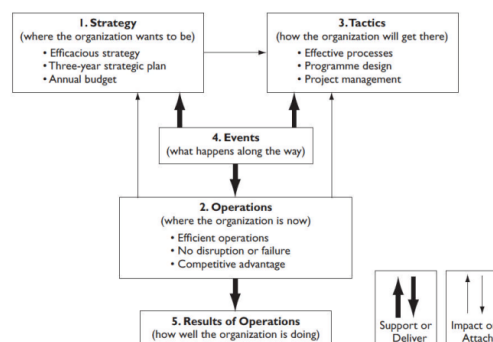 1. Strategy
(where the organization wants to be)
• Efficacious strategy
• Three-year strategic plan
• Annual budget
3. Tactics
(how the organization will get there)
• Effective processes
• Programme design
• Project management
4. Events
(what happens along the way)
2. Operations
(where the organization is now)
• Efficient operations
• No disruption or failure
• Competitive advantage
5. Results of Operations
(how well the organization is doing)
Support or
Deliver
Impact or
Attach